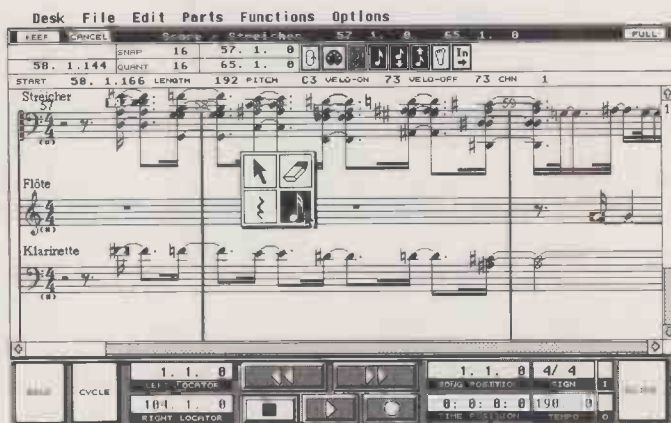 Desk File Edit Parts Functions Options
KEEP CANCEL Score - Streicher 57. 1. 0 65. 1. 0 FULL
SNAP 16 57. 1. 0
58. 1.144 QUANT 16 65. 1. 0 In
START 58. 1.166 LENGTH 192 PITCH C3 VELO-ON 73 VELO-OFF 73 CHN 1
Streicher
57 58 59
Flöte
Klarirette
1. 1. 0
LEFT LOCATOR
1. 1. 0 4/ 4
SONG POSITION SIGN I
CYCLE
104. 1. 0
RIGHT LOCATOR
0: 0: 0: 0 190 0
TIME POSITION TEMPO O